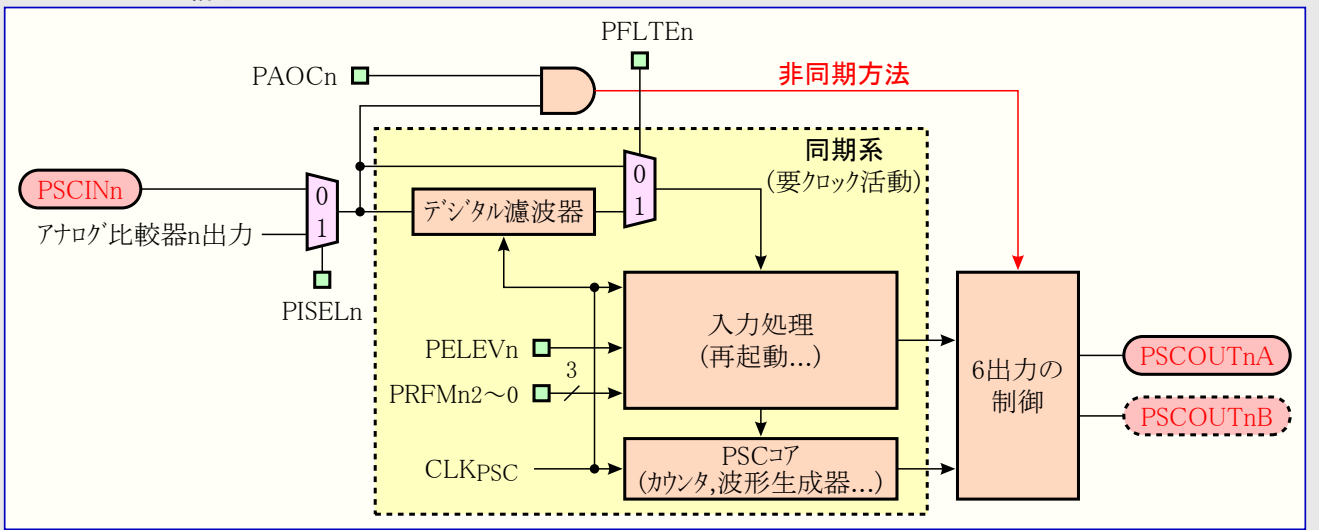 PFLTEn
PAOCn
非同期方法
同期系
(要クロック活動)
PSCINn
0
1
0
1
デジタル濾波器
アナログ比較器n出力
PISELn
入力処理
(再起動...)
PELEVn
3
PRFMn2～0
6出力の
制御
PSCOUTnA
PSCOUTnB
CLKPSC
PSCコア
(カウンタ,波形生成器...)